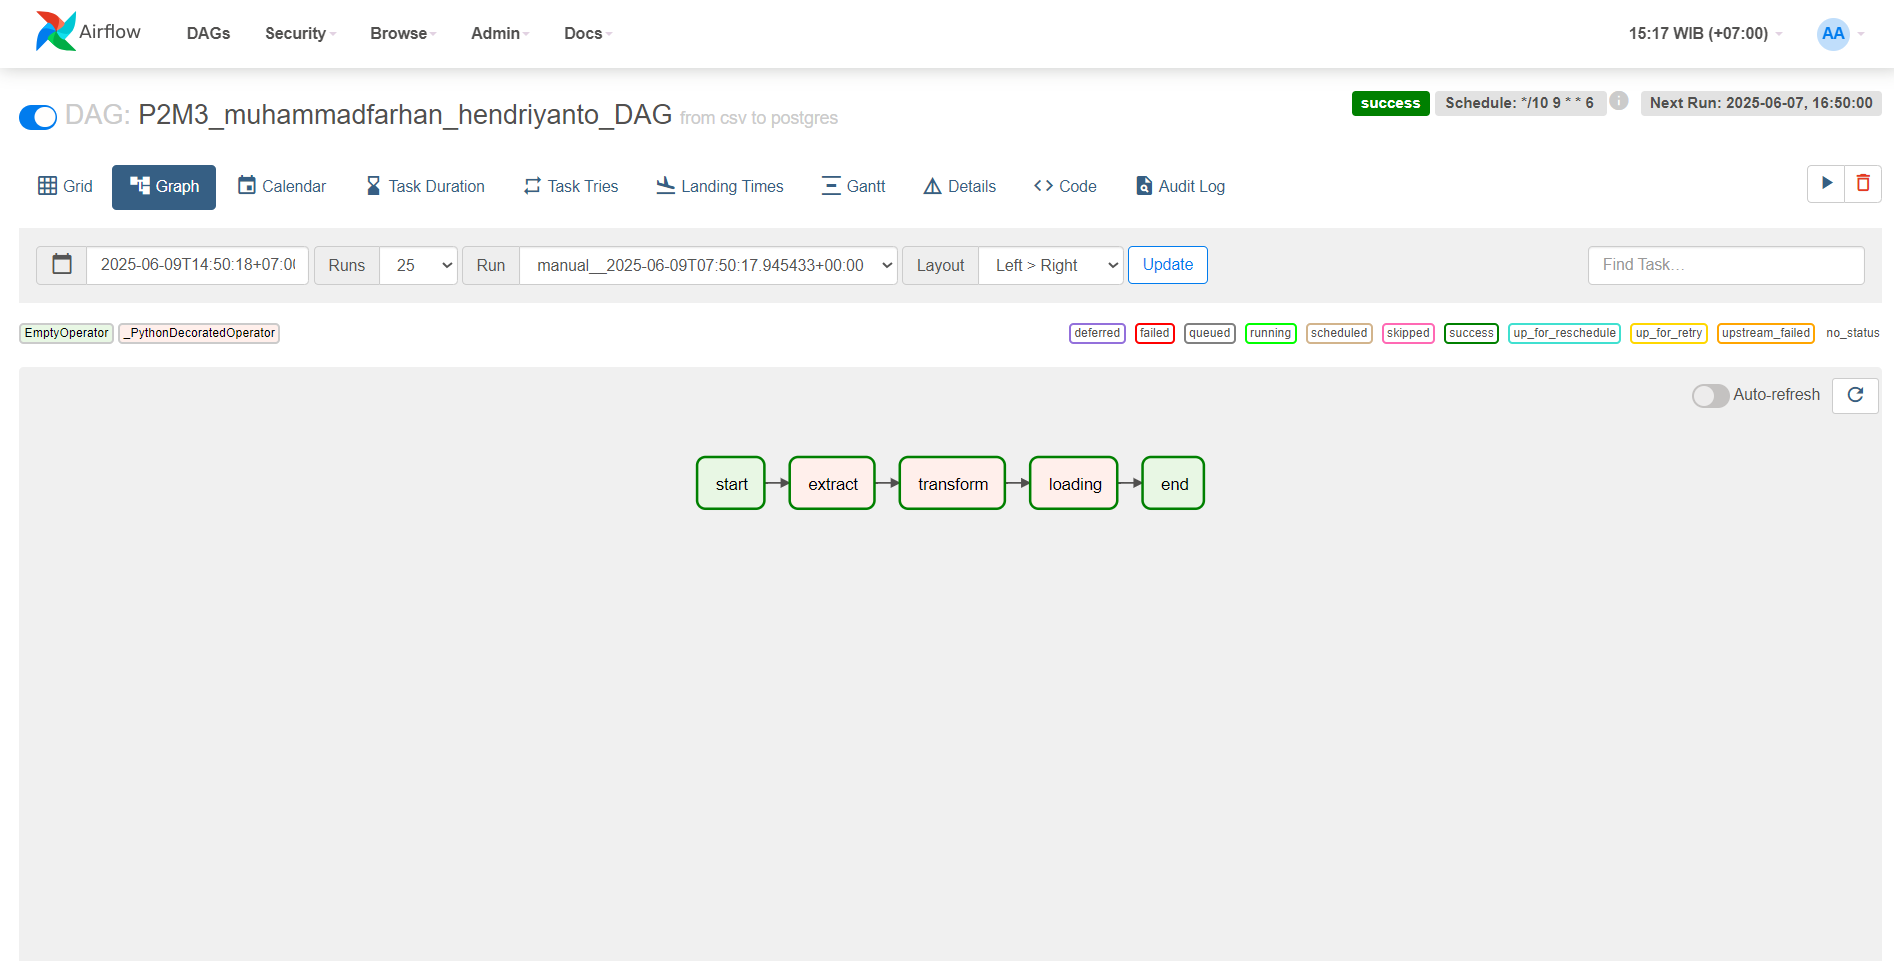 Airflow DAGs Security Browse Admin Docs 15:17 WIB (+07:00) AA
DAG: P2M3_muhammadfarhan_hendriyanto_DAG from csv to postgres
success Schedule: */10 9 * * 6 i Next Run: 2025-06-07, 16:50:00
Grid Graph Calendar Task Duration Task Tries Landing Times Gantt Details Code Audit Log
2025-06-09T14:50:18+07:00 Runs 25 Run manual__2025-06-09T07:50:17.945433+00:00 Layout Left > Right Update Find Task...
EmptyOperator _PythonDecoratedOperator deferred failed queued running scheduled skipped success up_for_reschedule up_for_retry upstream_failed no_status
Auto-refresh
start extract transform loading end